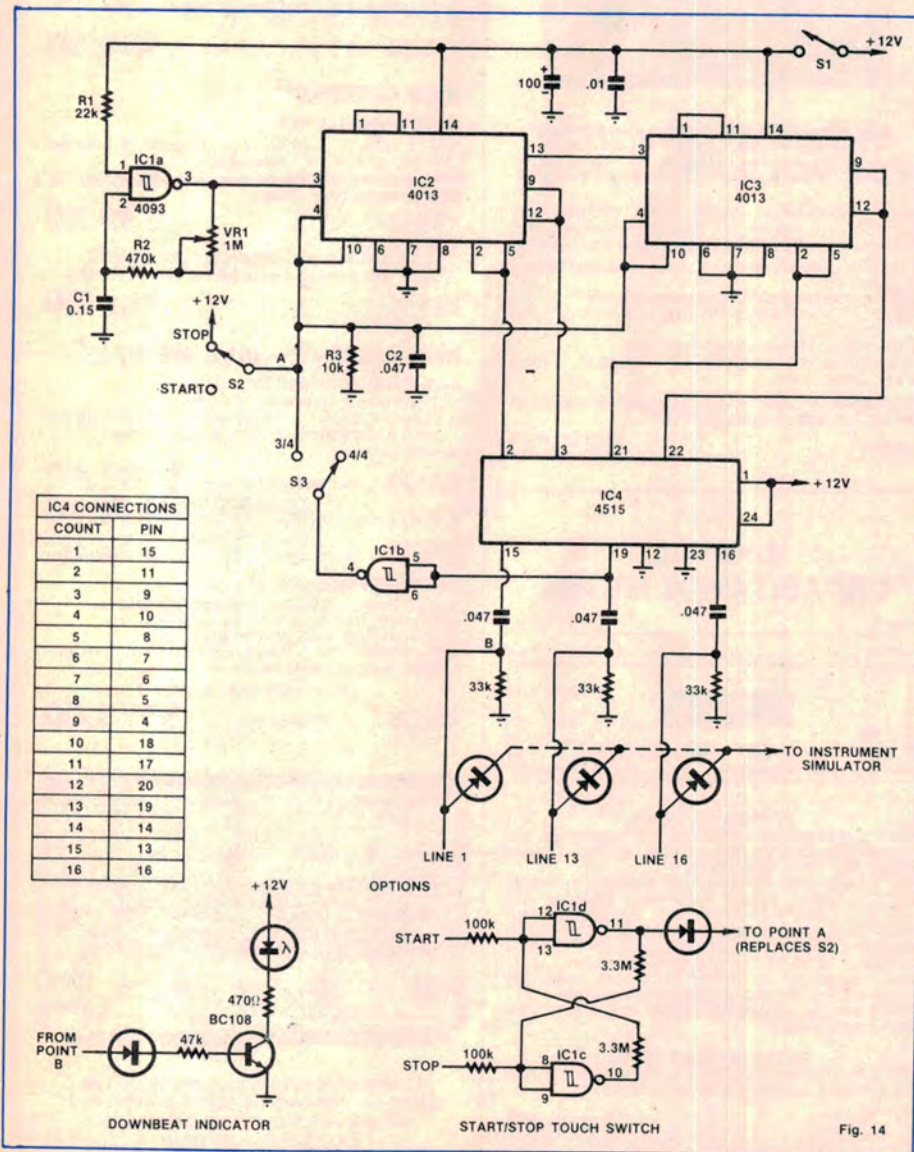 +12V
S1
R1
22k
100
+
-
.01
1
11
14
1
11
14
IC1a
1
2
3
4093
3
4
IC2
4013
13
9
12
3
4
IC3
4013
9
12
VR1
1M
R2
470k
10
6
7
8
2
5
10
6
7
8
2
5
C1
0.15
+12V
STOP
A
S2
START
R3
10k
C2
.047
3/4
4/4
S3
2
3
21
22
IC4
4515
1
24
+12V
15
19
12
23
16
IC1b
4
5
6
.047
.047
.047
B
33k
33k
33k
TO INSTRUMENT
SIMULATOR
LINE 1
LINE 13
LINE 16
IC4 CONNECTIONS
COUNT PIN
1 15
2 11
3 9
4 10
5 8
6 7
7 6
8 5
9 4
10 18
11 17
12 20
13 19
14 14
15 13
16 16
OPTIONS
+12V
λ
470Ω
BC108
FROM
POINT
B
47k
DOWNBEAT INDICATOR
START
100k
12
13
IC1d
11
TO POINT A
(REPLACES S2)
3.3M
3.3M
STOP
100k
8
9
IC1c
10
START/STOP TOUCH SWITCH
Fig. 14